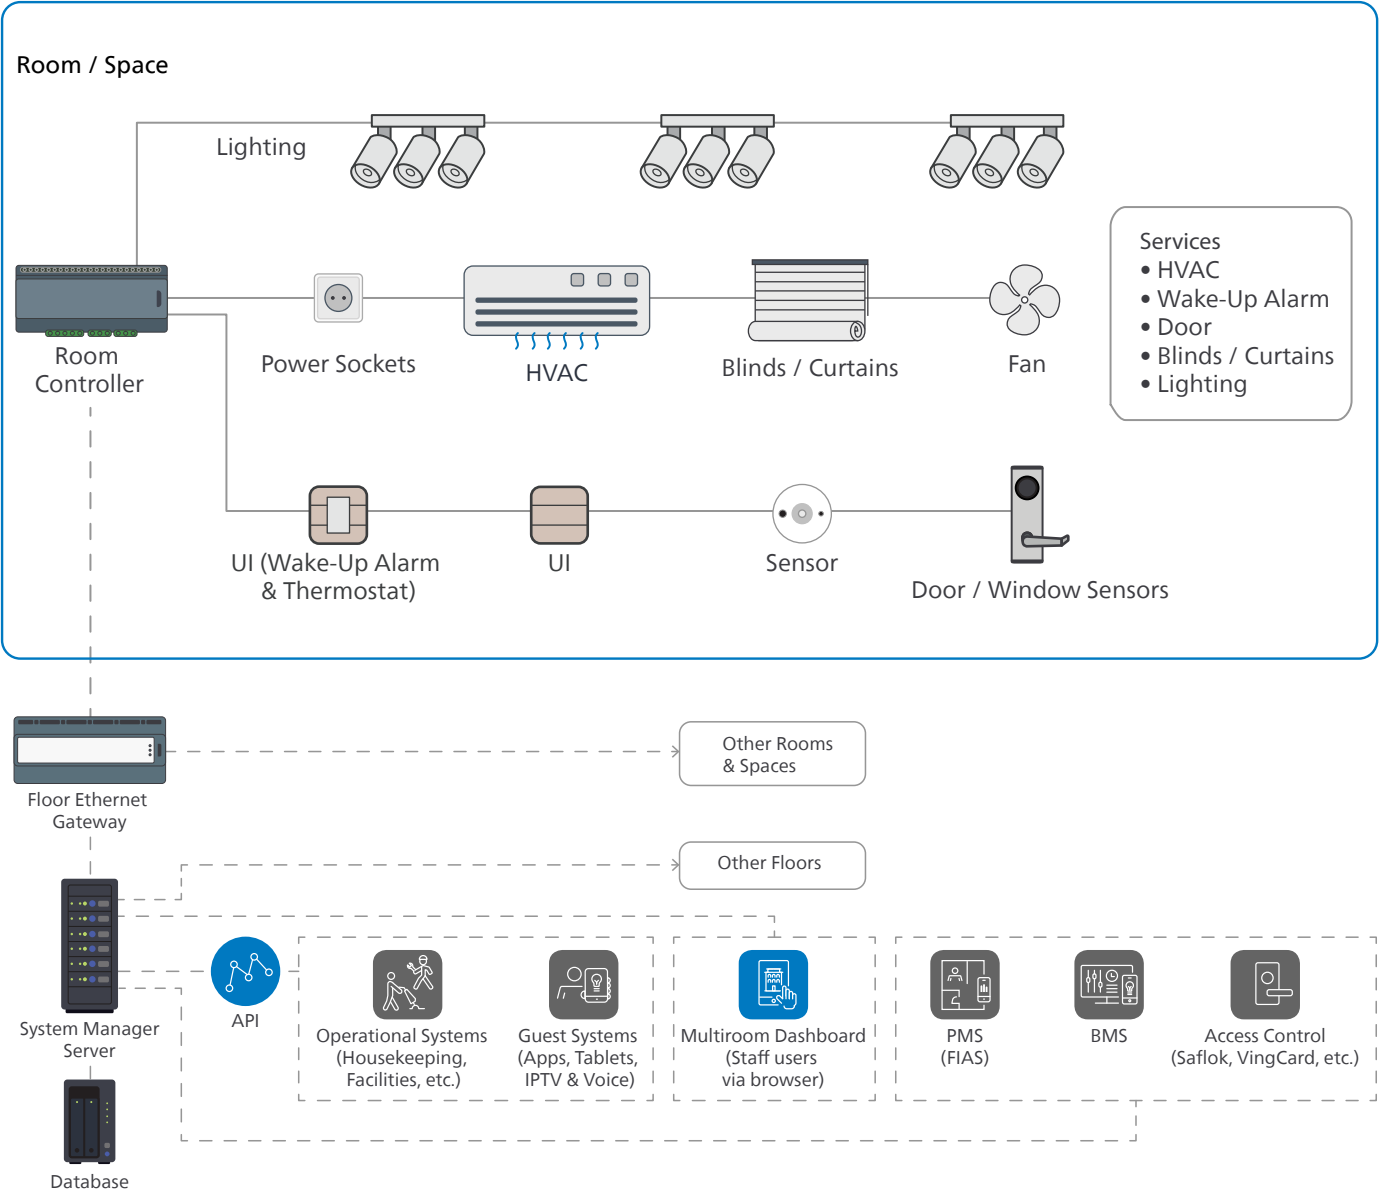 Room / Space
Lighting
Services
• HVAC
• Wake-Up Alarm
• Door
• Blinds / Curtains
• Lighting
Room
Controller
Power Sockets
HVAC
Blinds / Curtains
Fan
UI (Wake-Up Alarm
& Thermostat)
UI
Sensor
Door / Window Sensors
Floor Ethernet
Gateway
Other Rooms
& Spaces
Other Floors
System Manager
Server
API
Operational Systems
(Housekeeping,
Facilities, etc.)
Guest Systems
(Apps, Tablets,
IPTV & Voice)
Multiroom Dashboard
(Staff users
via browser)
PMS
(FIAS)
BMS
Access Control
(Saflok, VingCard, etc.)
Database